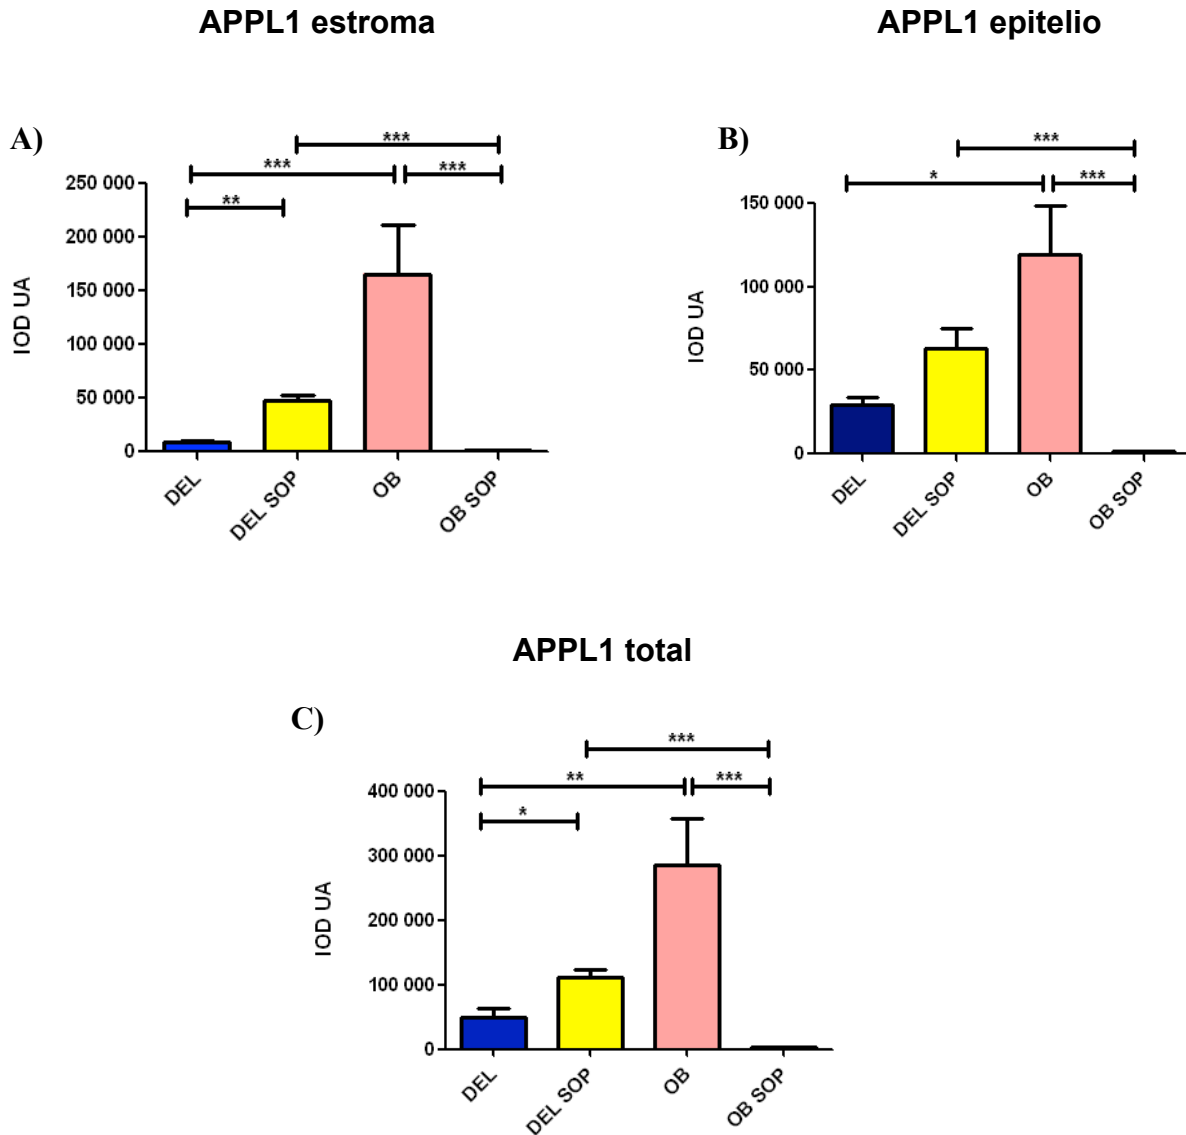 APPL1 estroma
A)
***
***
***
**
250 000
200 000
150 000
100 000
50 000
0
IOD UA
DEL
DEL SOP
OB
OB SOP
APPL1 epitelio
B)
***
*
***
150 000
100 000
50 000
0
IOD UA
DEL
DEL SOP
OB
OB SOP
APPL1 total
C)
***
**
***
*
400 000
300 000
200 000
100 000
0
IOD UA
DEL
DEL SOP
OB
OB SOP